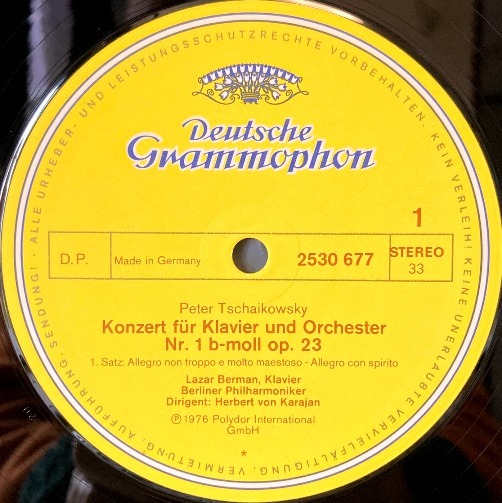 ALLE URHEBER- UND LEISTUNGSSCHUTZRECHTE VORBEHALTEN. KEIN VERLEIH! KEINE UNERLAUBTE VERVIELFÄLTIGUNG, VERMIETUNG, AUFFÜHRUNG, SENDUNG!
Deutsche
Grammophon
1
D.P.
Made in Germany
2530 677
STEREO
33
Peter Tschaikowsky
Konzert für Klavier und Orchester
Nr. 1 b-moll op. 23
1. Satz: Allegro non troppo e molto maestoso - Allegro con spirito
Lazar Berman, Klavier
Berliner Philharmoniker
Dirigent: Herbert von Karajan
Ⓟ 1976 Polydor International
GmbH
*